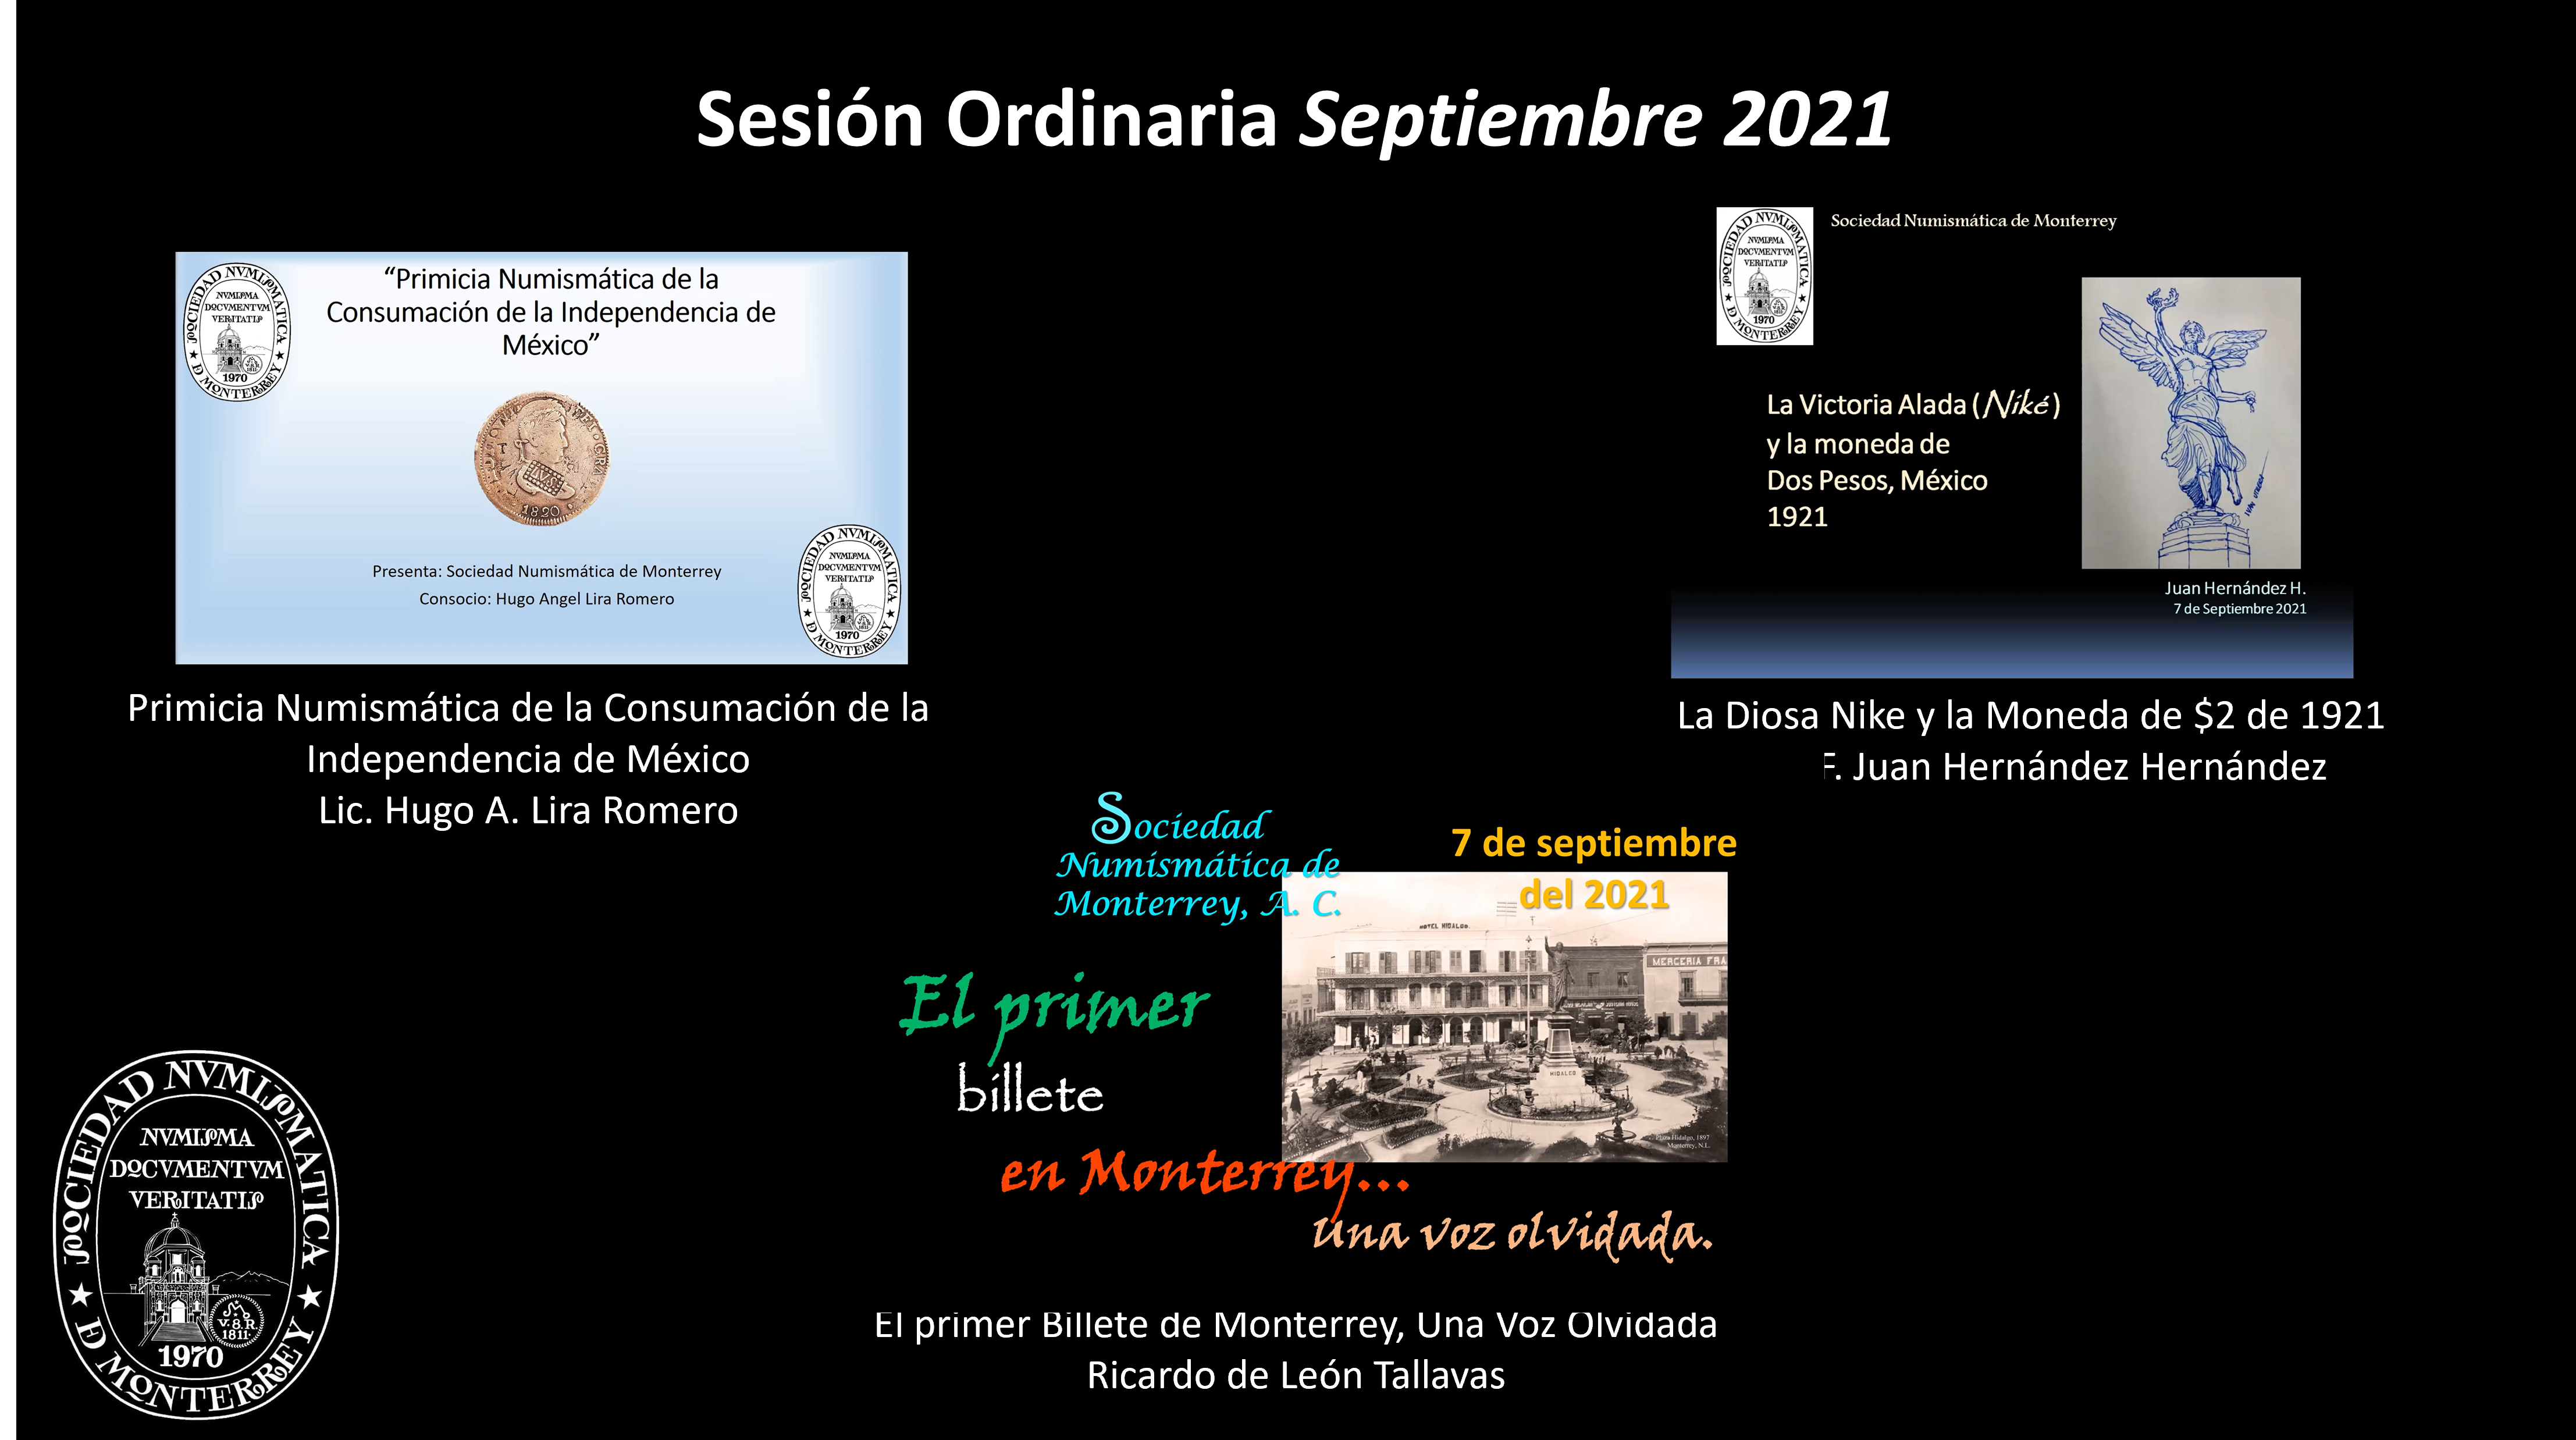 Sesión Ordinaria Septiembre 2021
SOCIEDAD NVMISMATICA DE MONTERREY
NVMISMA
DOCVMENTVM
VERITATIS
1970
“Primicia Numismática de la
Consumación de la Independencia de
México”
1820
Presenta: Sociedad Numismática de Monterrey
Consocio: Hugo Angel Lira Romero
SOCIEDAD NVMISMATICA DE MONTERREY
NVMISMA
DOCVMENTVM
VERITATIS
1970
Primicia Numismática de la Consumación de la
Independencia de México
Lic. Hugo A. Lira Romero
SOCIEDAD NVMISMATICA DE MONTERREY
NVMISMA
DOCVMENTVM
VERITATIS
1970
Sociedad Numismática de Monterrey
La Victoria Alada (Niké)
y la moneda de
Dos Pesos, México
1921
Juan Hernández H.
7 de Septiembre 2021
La Diosa Nike y la Moneda de $2 de 1921
F. Juan Hernández Hernández
Sociedad
Numismática de
Monterrey, A. C.
7 de septiembre
del 2021
HOTEL HIDALGO.
MERCERIA FRA
HIDALGO
Plaza Hidalgo, 1897
Monterrey, N.L.
El primer
billete
en Monterrey...
una voz olvidada.
El primer Billete de Monterrey, Una Voz Olvidada
Ricardo de León Tallavas
SOCIEDAD NVMISMATICA DE MONTERREY
NVMISMA
DOCVMENTVM
VERITATIS
V.8.R.
1811
1970